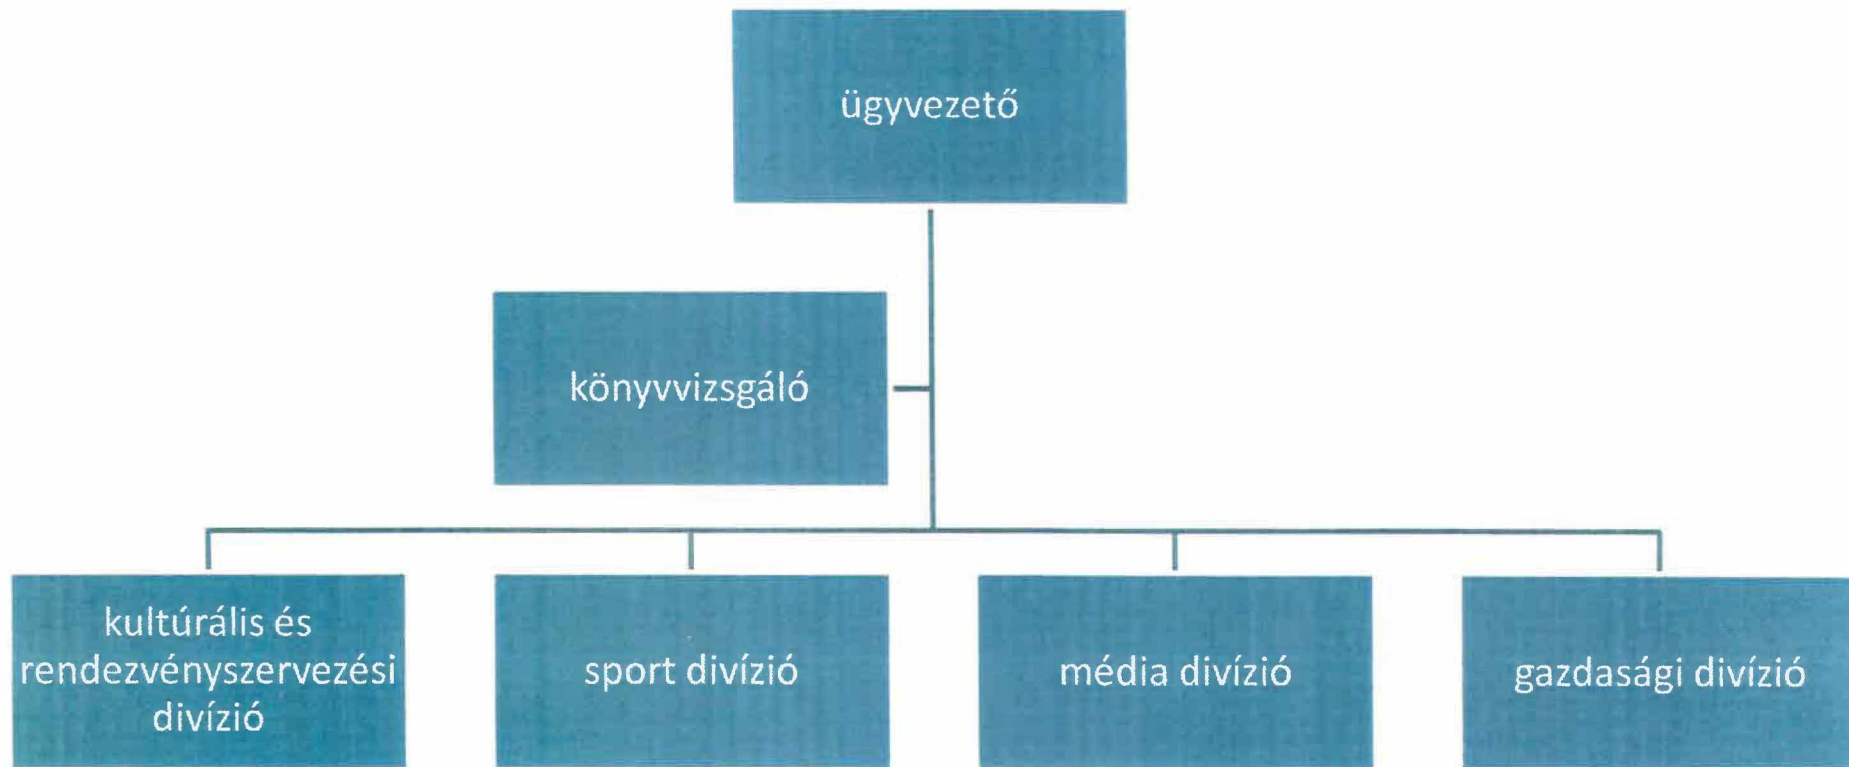 ügyvezető
könyvvizsgáló
kultúrális és
rendezvényszervezési
divízió
sport divízió
média divízió
gazdasági divízió